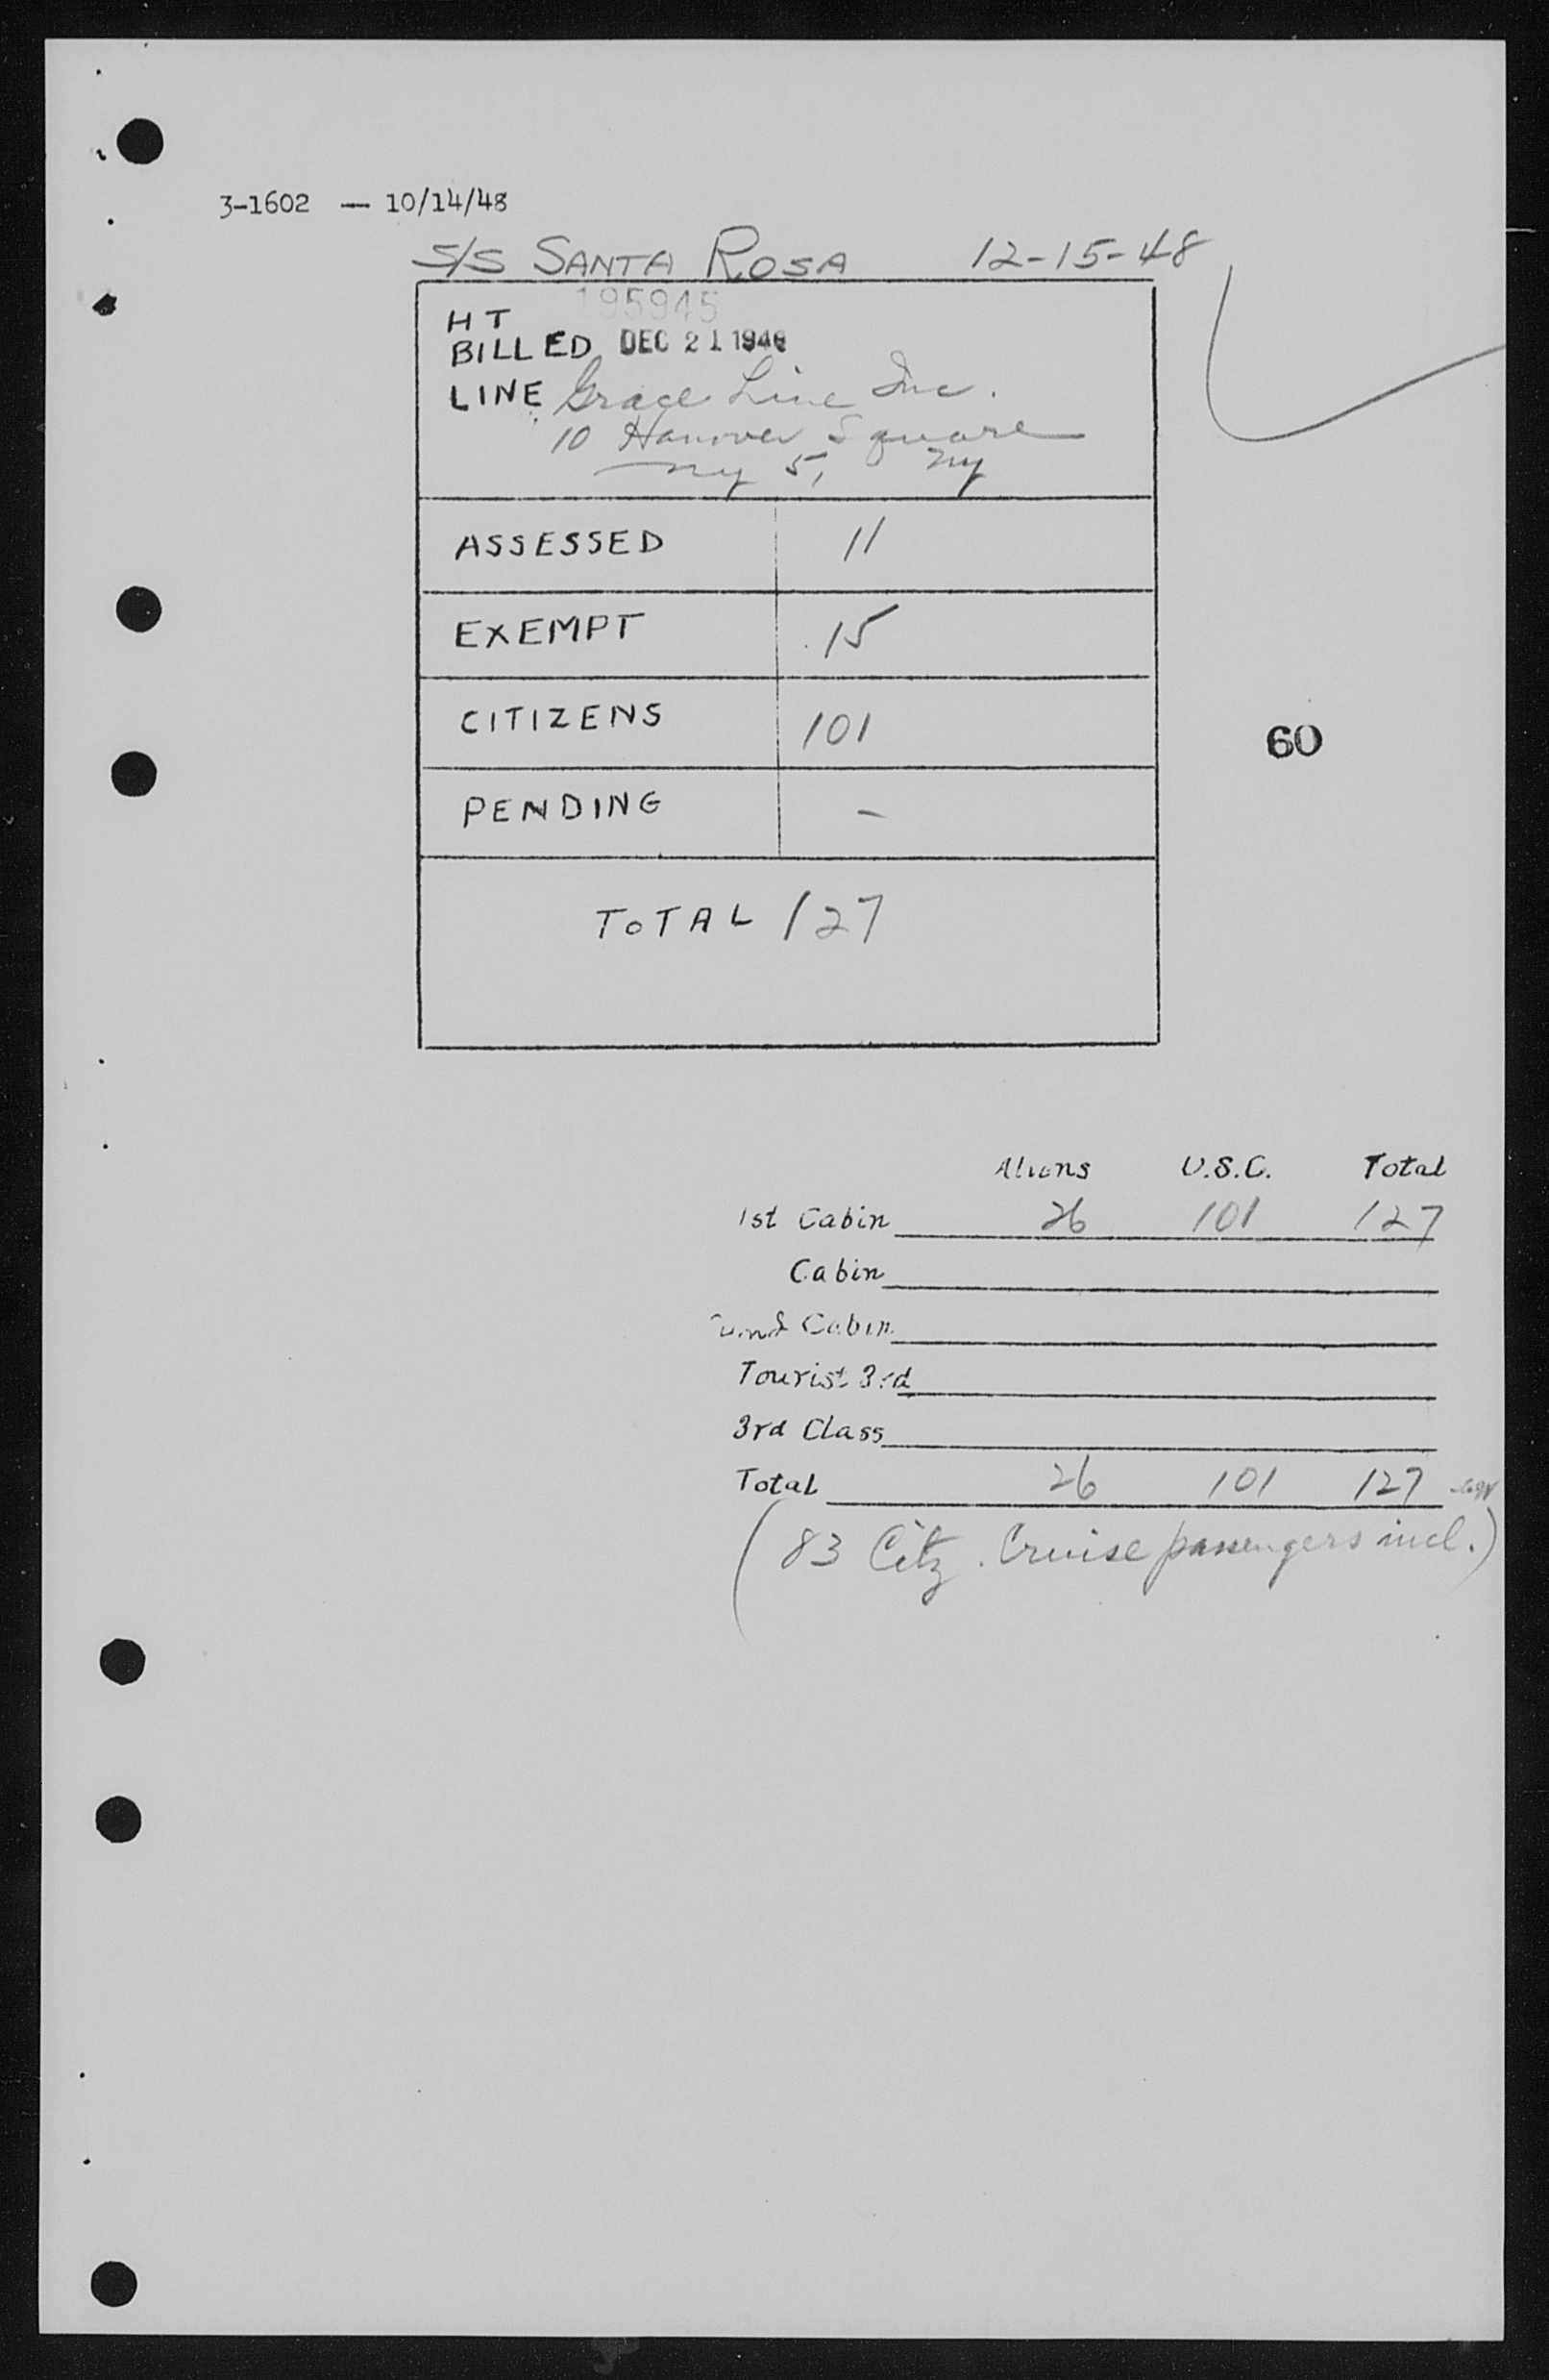 3-1602 — 10/14/48
S/S SANTA ROSA 12-15-48
195945
HT
BILLED DEC 21 1948
LINE Grace Line Inc.
10 Hanover Square
NY 5, NY
ASSESSED 11
EXEMPT 15
CITIZENS 101
60
PENDING -
TOTAL 127
Aliens U.S.C. Total
1st Cabin 26 101 127
Cabin
Cabin
Tourist 3rd
3rd Class
Total 26 101 127
(83 Citz. Cruise passengers incl.)